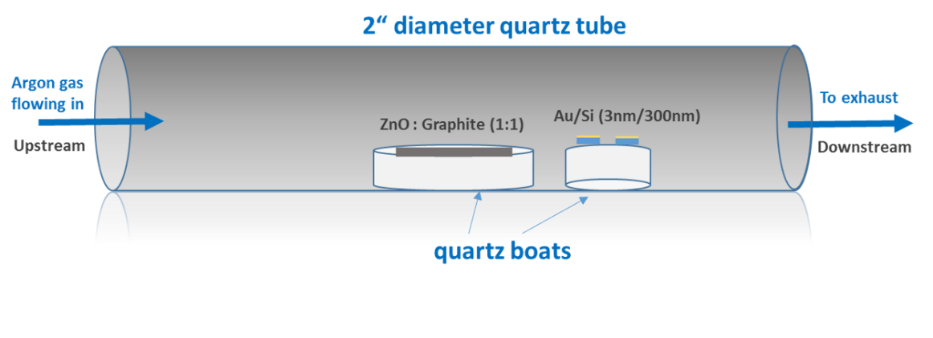 2“ diameter quartz tube
Argon gas
flowing in
Upstream
ZnO : Graphite (1:1)
Au/Si (3nm/300nm)
To exhaust
Downstream
quartz boats